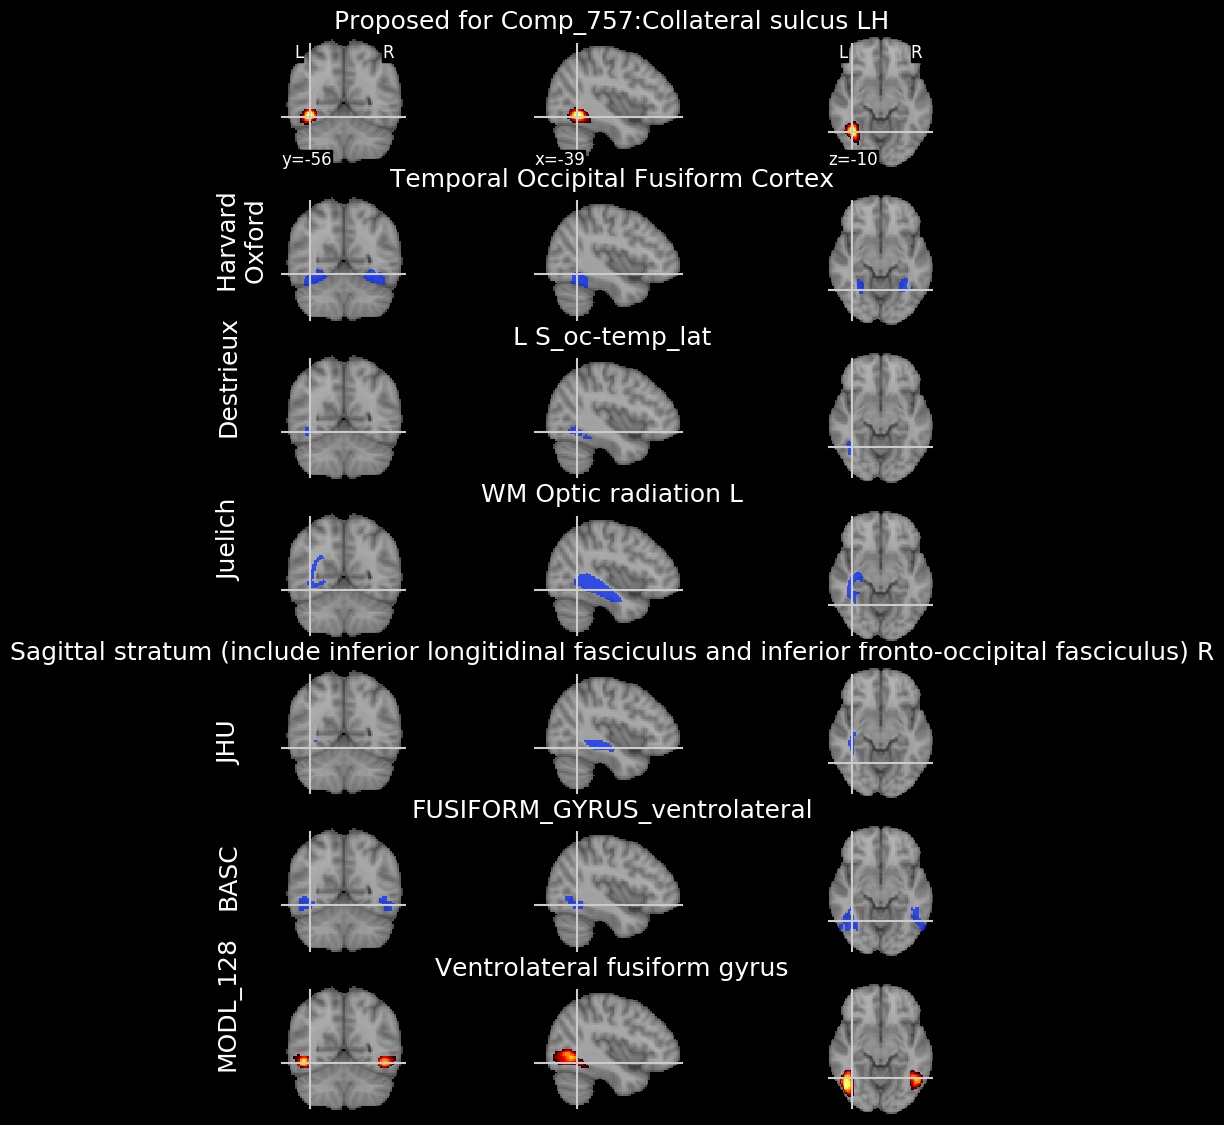 Proposed for Comp_757:Collateral sulcus LH
L R L R
y=-56 x=-39 z=-10
Temporal Occipital Fusiform Cortex
Harvard
Oxford
L S_oc-temp_lat
Destrieux
WM Optic radiation L
Juelich
Sagittal stratum (include inferior longitidinal fasciculus and inferior fronto-occipital fasciculus) R
JHU
FUSIFORM_GYRUS_ventrolateral
BASC
Ventrolateral fusiform gyrus
MODL_128